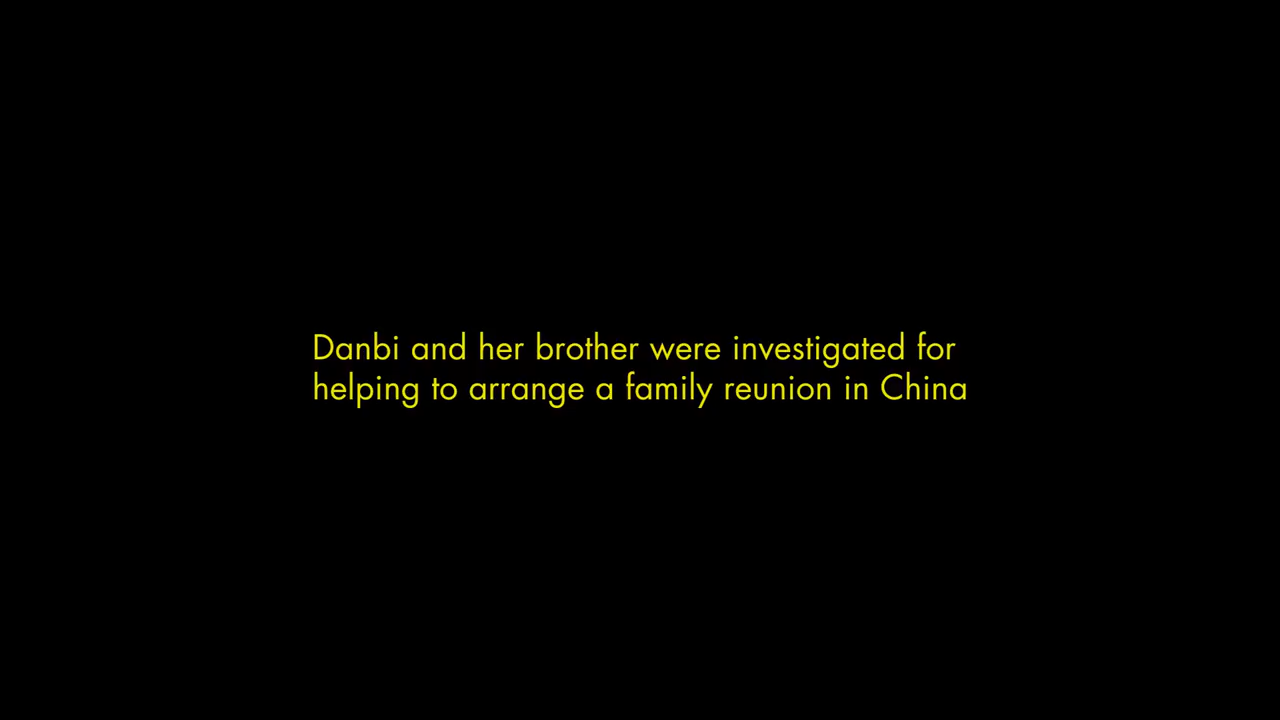 Danbi and her brother were investigated for
helping to arrange a family reunion in China